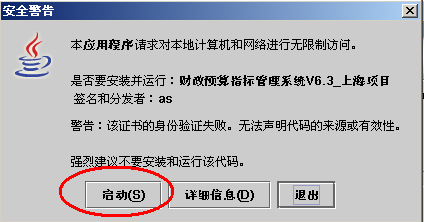 安全警告
本应用程序请求对本地计算机和网络进行无限制访问。
是否要安装并运行：财政预算指标管理系统V6.3_上海项目
签名和分发者：as
警告：该证书的身份验证失败。无法声明代码的来源或有效性。
强烈建议不要安装和运行该代码。
启动(S) 详细信息(D) 退出